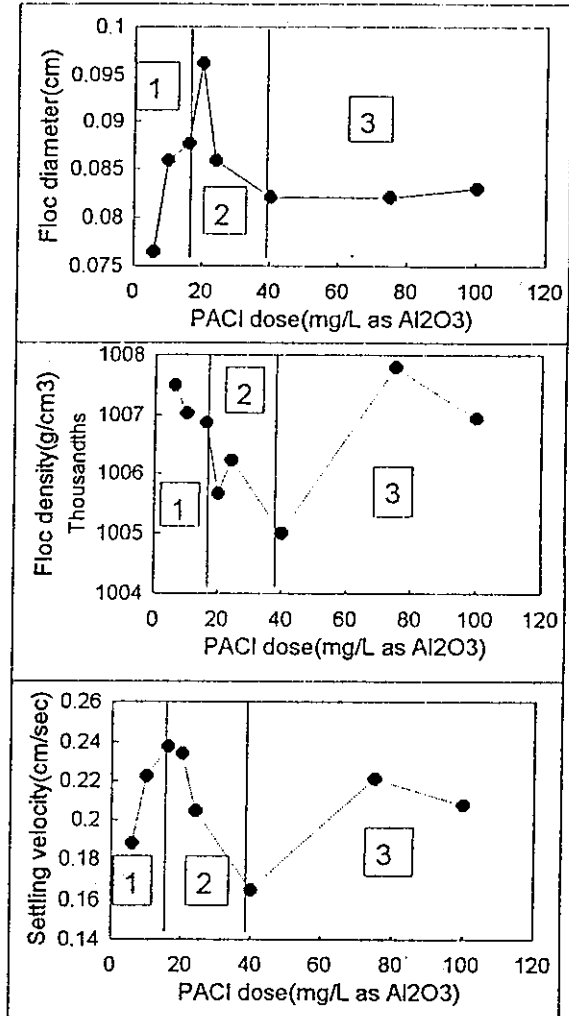 Floc diameter(cm)
0.1
0.095
0.09
0.085
0.08
0.075
1
2
3
0 20 40 60 80 100 120
PACl dose(mg/L as Al2O3)
Floc density(g/cm3)
Thousandths
1008
1007
1006
1005
1004
1
2
3
0 20 40 60 80 100 120
PACl dose(mg/L as Al2O3)
Settling velocity(cm/sec)
0.26
0.24
0.22
0.2
0.18
0.16
0.14
1
2
3
0 20 40 60 80 100 120
PACl dose(mg/L as Al2O3)